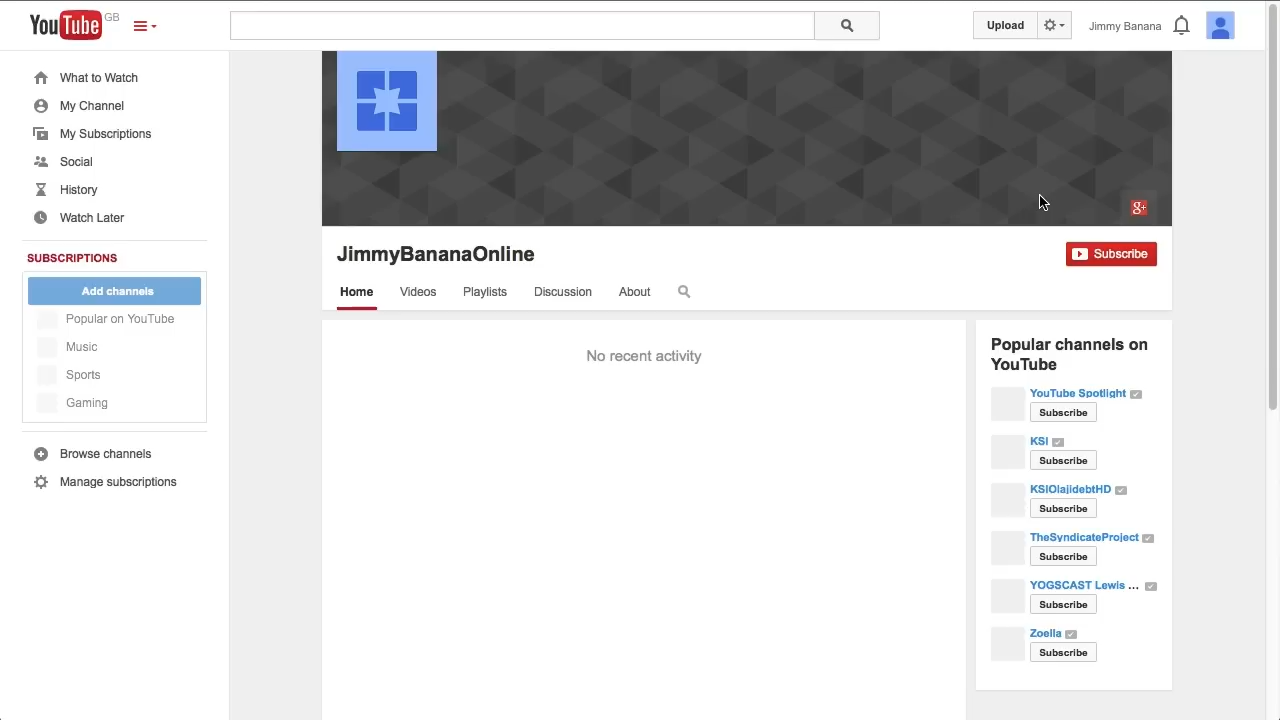 YouTube GB
Upload
Jimmy Banana
What to Watch
My Channel
My Subscriptions
Social
History
Watch Later
SUBSCRIPTIONS
Add channels
Popular on YouTube
Music
Sports
Gaming
Browse channels
Manage subscriptions
g+
JimmyBananaOnline
Subscribe
Home
Videos
Playlists
Discussion
About
No recent activity
Popular channels on
YouTube
YouTube Spotlight
Subscribe
KSI
Subscribe
KSIOlajidebtHD
Subscribe
TheSyndicateProject
Subscribe
YOGSCAST Lewis ...
Subscribe
Zoella
Subscribe